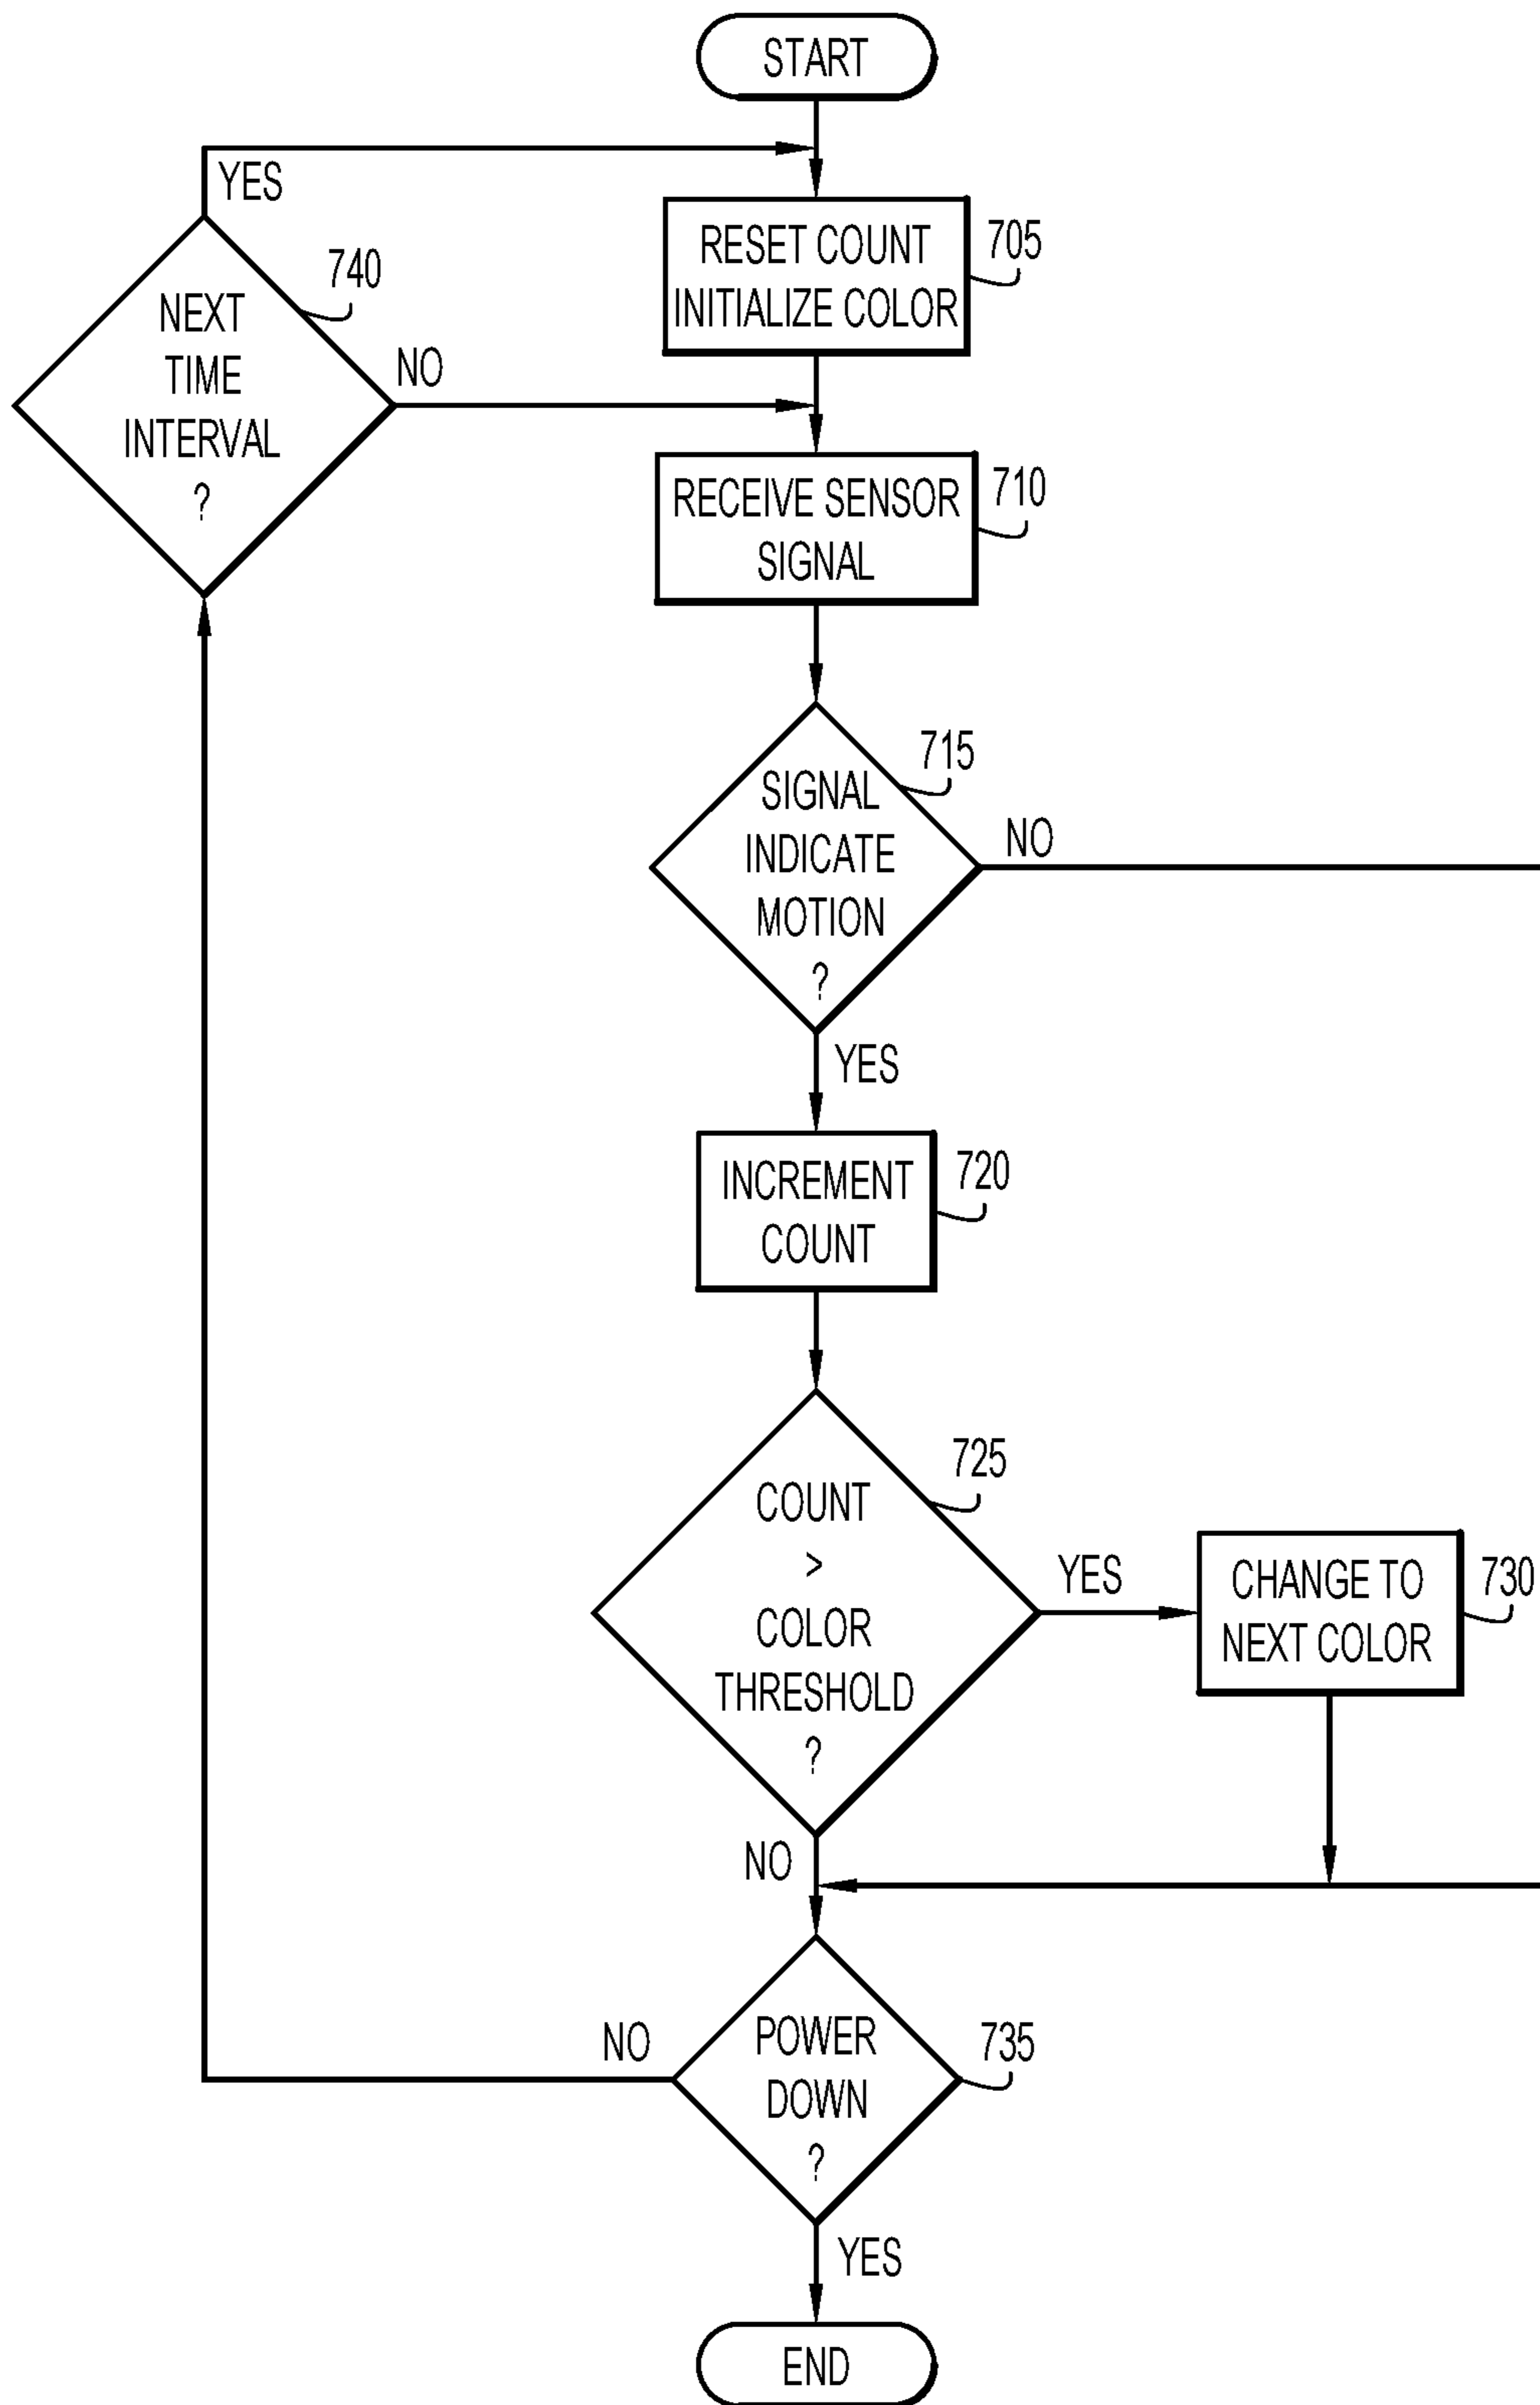 START
YES
RESET COUNT
INITIALIZE COLOR
705
740
NEXT
TIME
INTERVAL
?
NO
RECEIVE SENSOR
SIGNAL
710
715
SIGNAL
INDICATE
MOTION
?
NO
YES
INCREMENT
COUNT
720
725
COUNT
>
COLOR
THRESHOLD
?
YES
CHANGE TO
NEXT COLOR
730
NO
POWER
DOWN
?
735
NO
YES
END